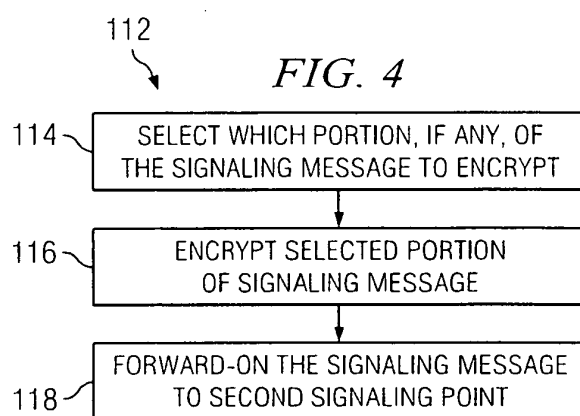 112
FIG. 4
114
SELECT WHICH PORTION, IF ANY, OF
THE SIGNALING MESSAGE TO ENCRYPT
116
ENCRYPT SELECTED PORTION
OF SIGNALING MESSAGE
118
FORWARD-ON THE SIGNALING MESSAGE
TO SECOND SIGNALING POINT